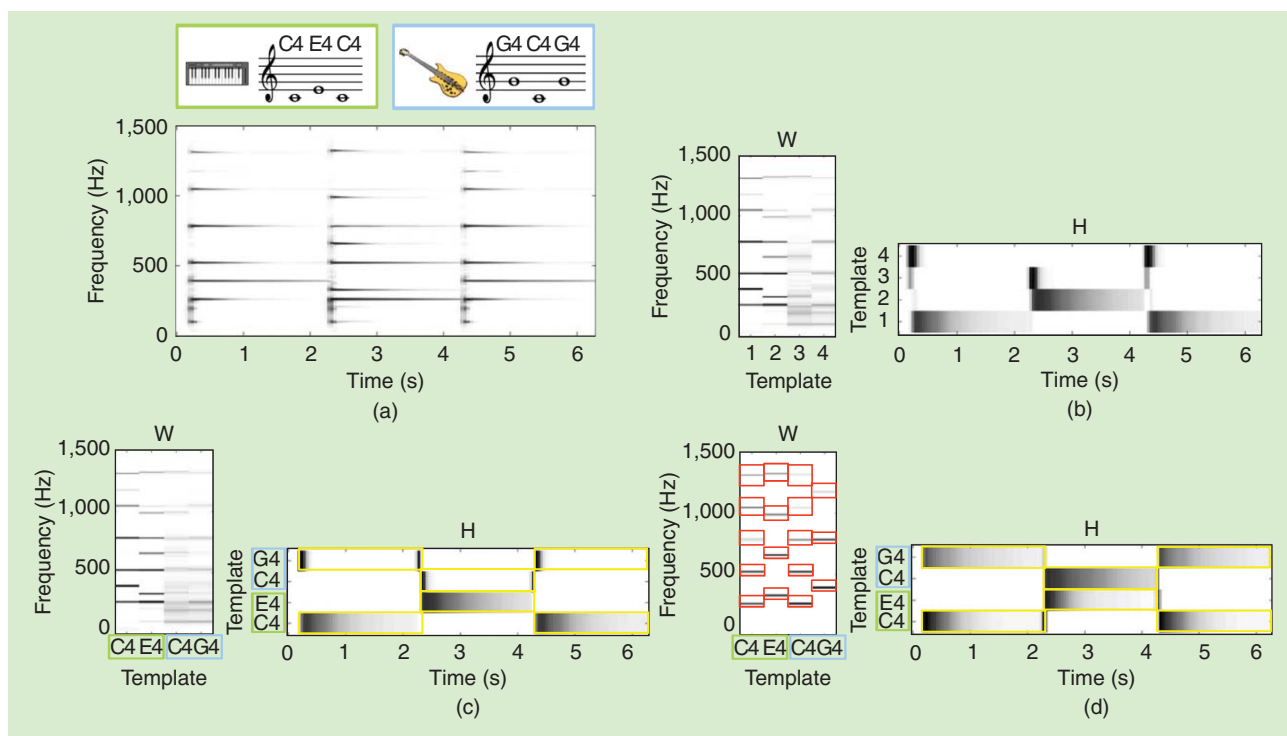 C4 E4 C4
G4 C4 G4
1,500
1,000
500
0
Frequency (Hz)
0 1 2 3 4 5 6
Time (s)
(a)
W
1,500
1,000
500
0
Frequency (Hz)
1 2 3 4
Template
H
4
3
2
1
Template
0 1 2 3 4 5 6
Time (s)
(b)
W
1,500
1,000
500
0
Frequency (Hz)
C4 E4 C4 G4
Template
H
G4
C4
E4
C4
Template
0 1 2 3 4 5 6
Time (s)
(c)
W
1,500
1,000
500
0
Frequency (Hz)
C4 E4 C4 G4
Template
H
G4
C4
E4
C4
Template
0 1 2 3 4 5 6
Time (s)
(d)